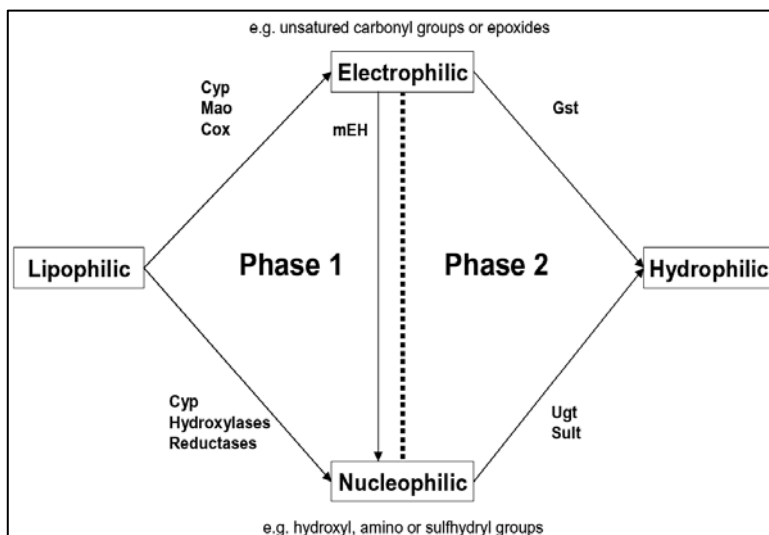 e.g. unsatured carbonyl groups or epoxides
Electrophilic
Cyp
Mao
Cox
mEH
Gst
Lipophilic
Phase 1
Phase 2
Hydrophilic
Cyp
Hydroxylases
Reductases
Ugt
Sult
Nucleophilic
e.g. hydroxyl, amino or sulfhydryl groups